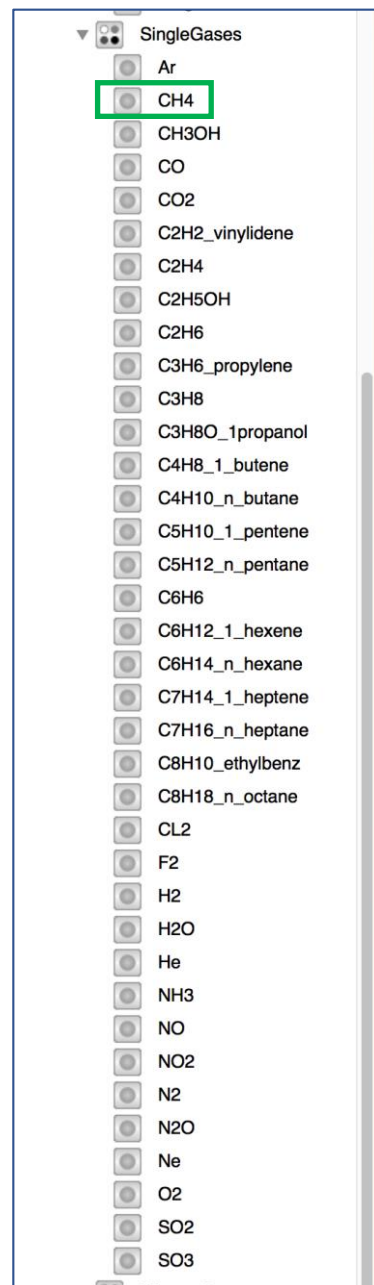 SingleGases
Ar
CH4
CH3OH
CO
CO2
C2H2_vinylidene
C2H4
C2H5OH
C2H6
C3H6_propylene
C3H8
C3H8O_1propanol
C4H8_1_butene
C4H10_n_butane
C5H10_1_pentene
C5H12_n_pentane
C6H6
C6H12_1_hexene
C6H14_n_hexane
C7H14_1_heptene
C7H16_n_heptane
C8H10_ethylbenz
C8H18_n_octane
CL2
F2
H2
H2O
He
NH3
NO
NO2
N2
N2O
Ne
O2
SO2
SO3